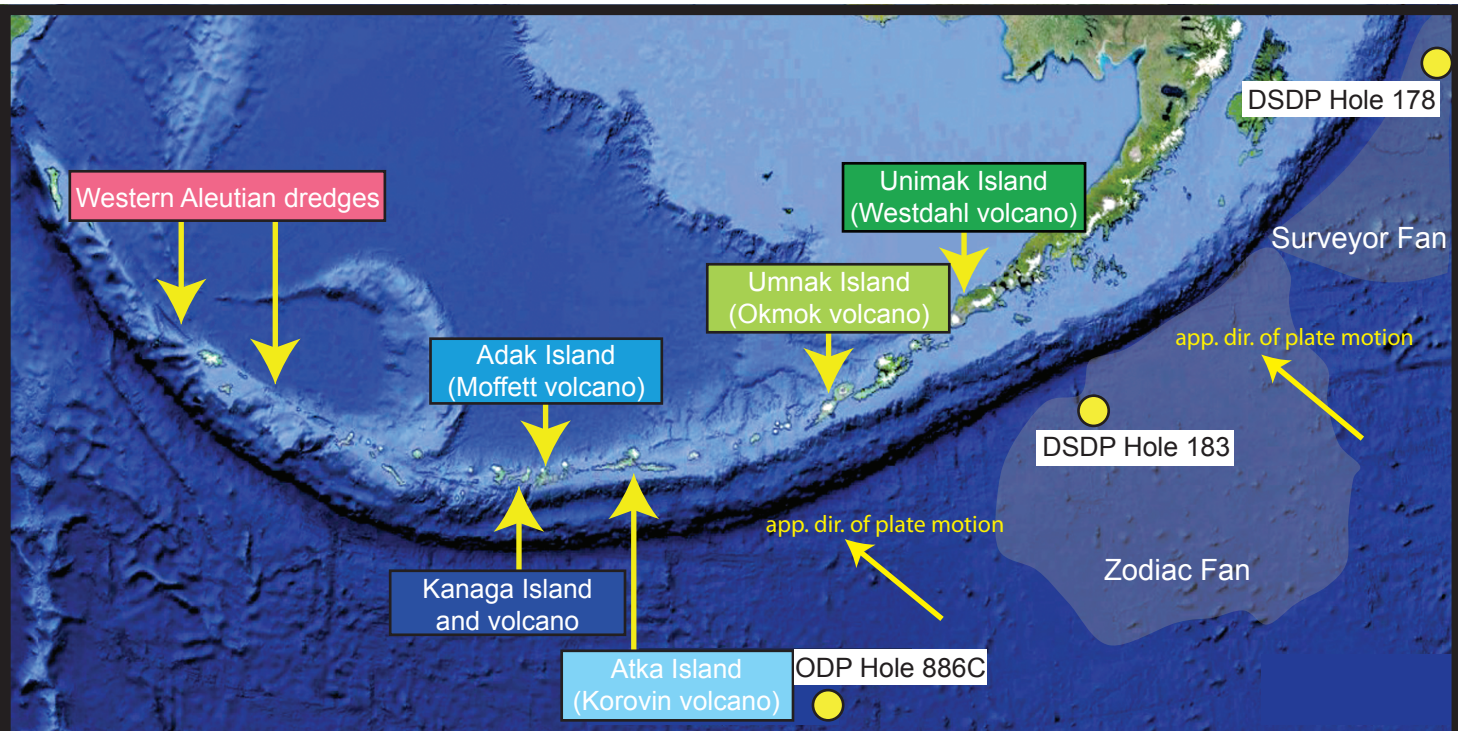 DSDP Hole 178
Western Aleutian dredges
Unimak Island
(Westdahl volcano)
Surveyor Fan
Umnak Island
(Okmok volcano)
app. dir. of plate motion
Adak Island
(Moffett volcano)
DSDP Hole 183
app. dir. of plate motion
Zodiac Fan
Kanaga Island
and volcano
Atka Island
(Korovin volcano)
ODP Hole 886C